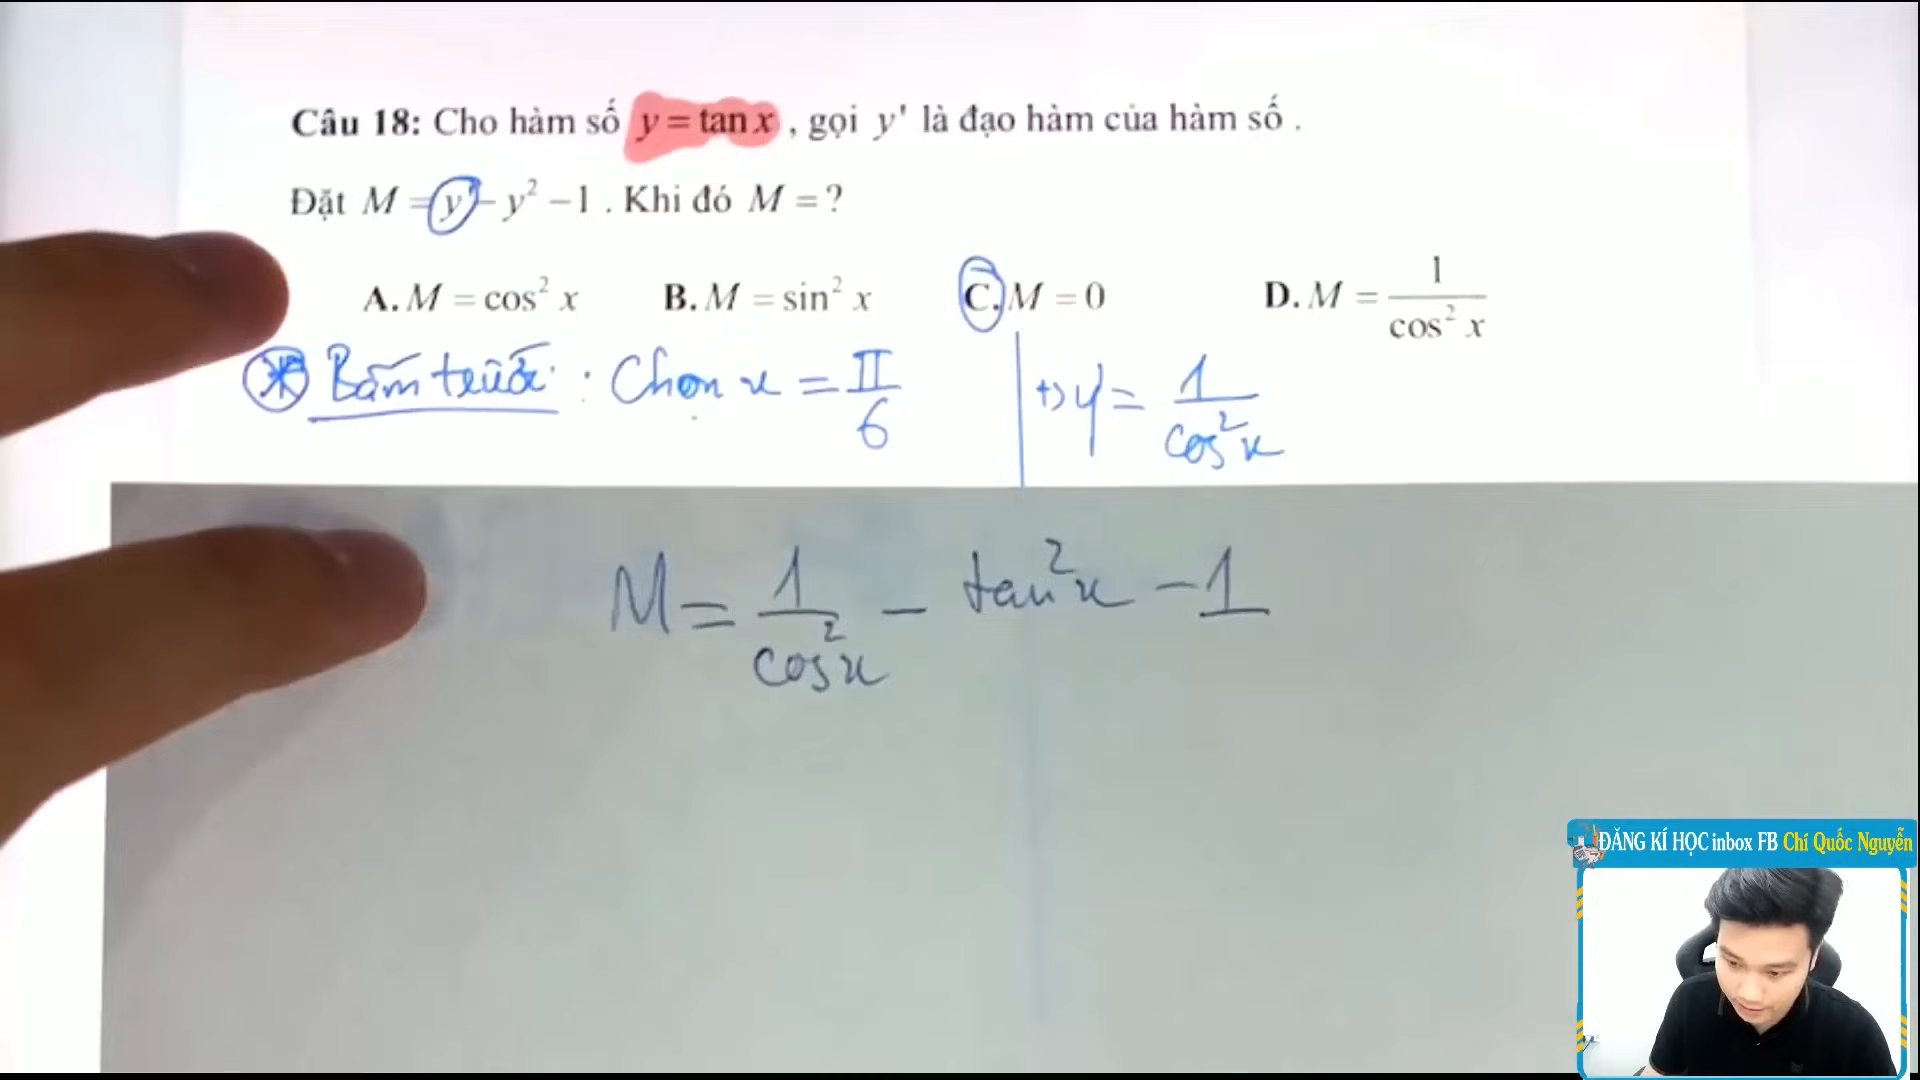 Câu 18: Cho hàm số y = tan x , gọi y' là đạo hàm của hàm số .
Đặt M = y' - y² - 1 . Khi đó M = ?
A. M = cos² x B. M = sin² x C. M = 0 D. M = 1/cos² x
Chọn x = π/6 +) y' = 1/cos²x
M = 1/cos²x - tan²x - 1
ĐĂNG KÍ HỌC inbox FB Chí Quốc Nguyễn